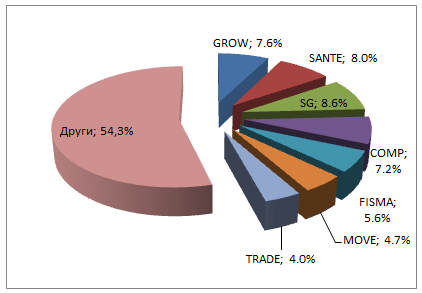 GROW; 7.6%
SANTE; 8.0%
SG; 8.6%
Други; 54,3%
COMP;
7.2%
FISMA;
5.6%
MOVE; 4.7%
TRADE; 4.0%